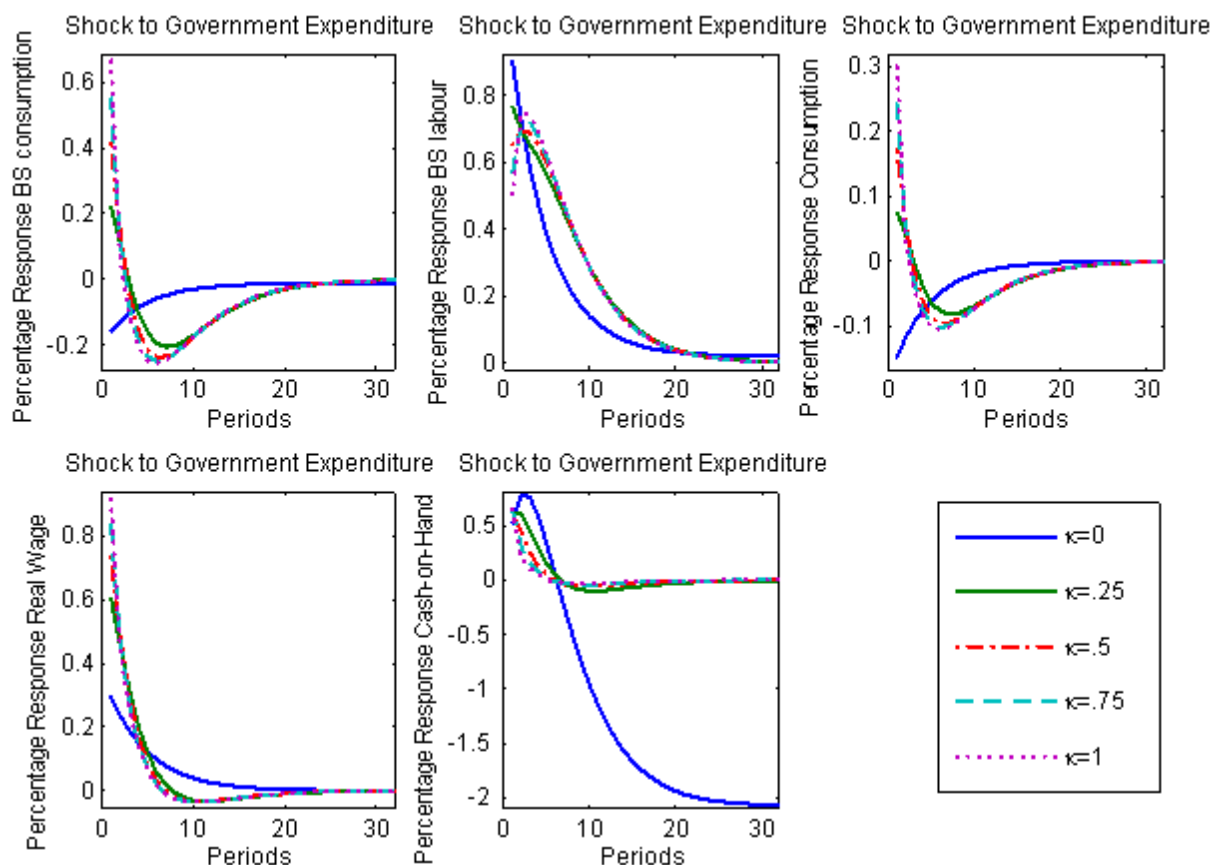 Shock to Government Expenditure
Percentage Response BS consumption
0.6
0.4
0.2
0
-0.2
0 10 20 30
Periods
Shock to Government Expenditure
Percentage Response BS labour
0.8
0.6
0.4
0.2
0
0 10 20 30
Periods
Shock to Government Expenditure
Percentage Response Consumption
0.3
0.2
0.1
0
-0.1
0 10 20 30
Periods
Shock to Government Expenditure
Percentage Response Real Wage
0.8
0.6
0.4
0.2
0
0 10 20 30
Periods
Shock to Government Expenditure
Percentage Response Cash-on-Hand
0.5
0
-0.5
-1
-1.5
-2
0 10 20 30
Periods
κ=0
κ=.25
κ=.5
κ=.75
κ=1